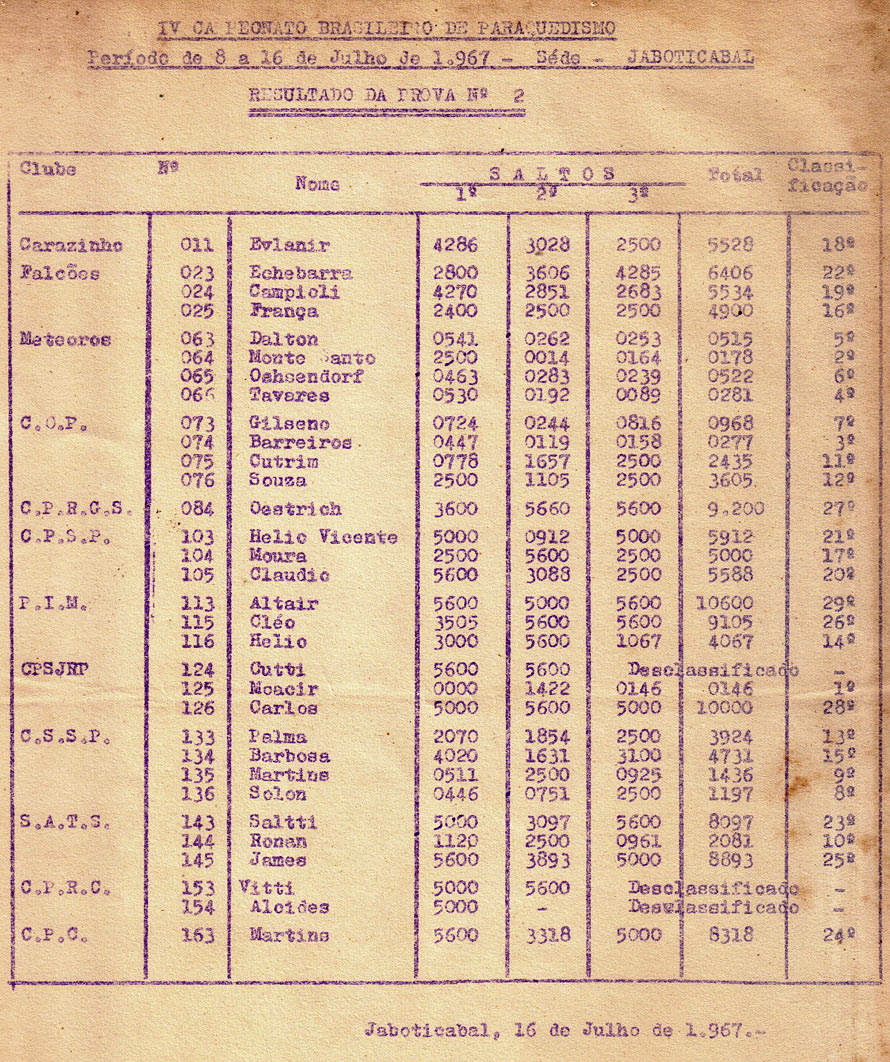 IV CAMPEONATO BRASILEIRO DE PARAQUEDISMO
Período de 8 a 16 de Julho de 1.967 - Séde - JABOTICABAL
RESULTADO DA PROVA Nº 2
Clube Nº Nome SALTOS Total Classi-
1º 2º 3º ficação
Carazinho 011 Evlanir 4286 3028 2500 5528 18º
Falcões 023 Echebarra 2800 3606 4285 6406 22º
024 Campioli 4270 2851 2683 5534 19º
025 França 2400 2500 2500 4900 16º
Meteoros 063 Dalton 0541 0262 0253 0515 5º
064 Monte Santo 2500 0014 0164 0178 2º
065 Oahsendorf 0463 0283 0239 0522 6º
066 Tavares 0530 0192 0089 0281 4º
C.O.P. 073 Gilseno 0724 0244 0816 0968 7º
074 Barreiros 0447 0119 0158 0277 3º
075 Cutrim 0778 1657 2500 2435 11º
076 Souza 2500 1105 2500 3605 12º
C.P.R.G.S. 084 Oestrich 3600 5660 5600 9.200 27º
C.P.S.P. 103 Helio Vicente 5000 0912 5000 5912 21º
104 Moura 2500 5600 2500 5000 17º
105 Claudio 5600 3088 2500 5588 20º
P.I.M. 113 Altair 5600 5000 5600 10600 29º
115 Cléo 3505 5600 5600 9105 26º
116 Helio 3000 5600 1067 4067 14º
CPSJRP 124 Cutti 5600 5600 Desclassificado -
125 Moacir 0000 1422 0146 0146 1º
126 Carlos 5000 5600 5000 10000 28º
C.S.S.P. 133 Palma 2070 1854 2500 3924 13º
134 Barbosa 4020 1631 3100 4731 15º
135 Martins 0511 2500 0925 1436 9º
136 Solon 0446 0751 2500 1197 8º
S.A.T.S. 143 Saltti 5000 3097 5600 8097 23º
144 Ronan 1120 2500 0961 2081 10º
145 James 5600 3893 5000 8893 25º
C.P.R.C. 153 Vitti 5000 5600 Desclassificado -
154 Alcides 5000 - Desclassificado -
C.P.C. 163 Martins 5600 3318 5000 8318 24º
Jaboticabal, 16 de Julho de 1.967.-